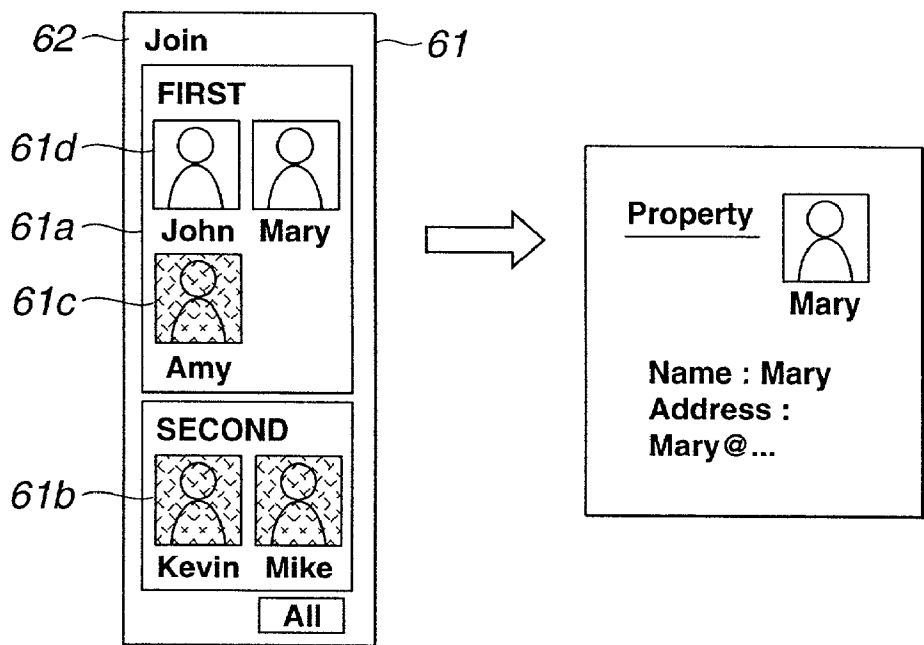 62 Join 61
FIRST
61d
61a John Mary
61c
Amy
SECOND
61b
Kevin Mike
All
Property
Mary
Name : Mary
Address :
Mary@...